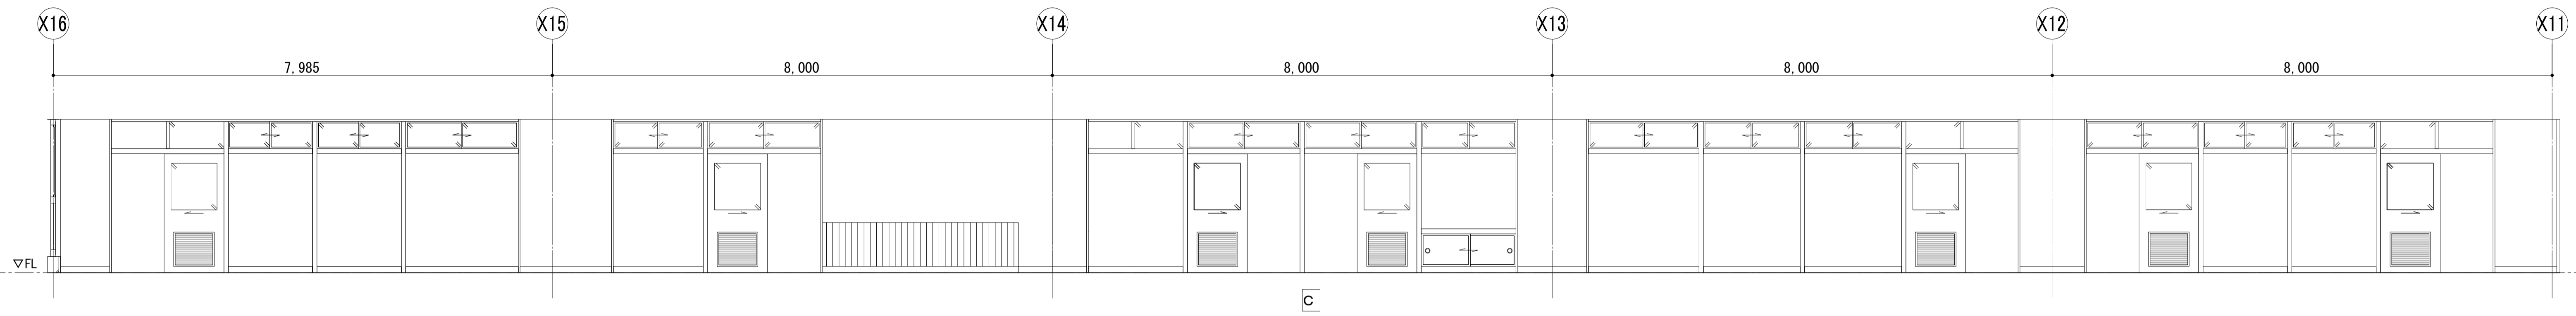 X16 X15 X14 X13 X12 X11
7,985 8,000 8,000 8,000 8,000
▽FL
C